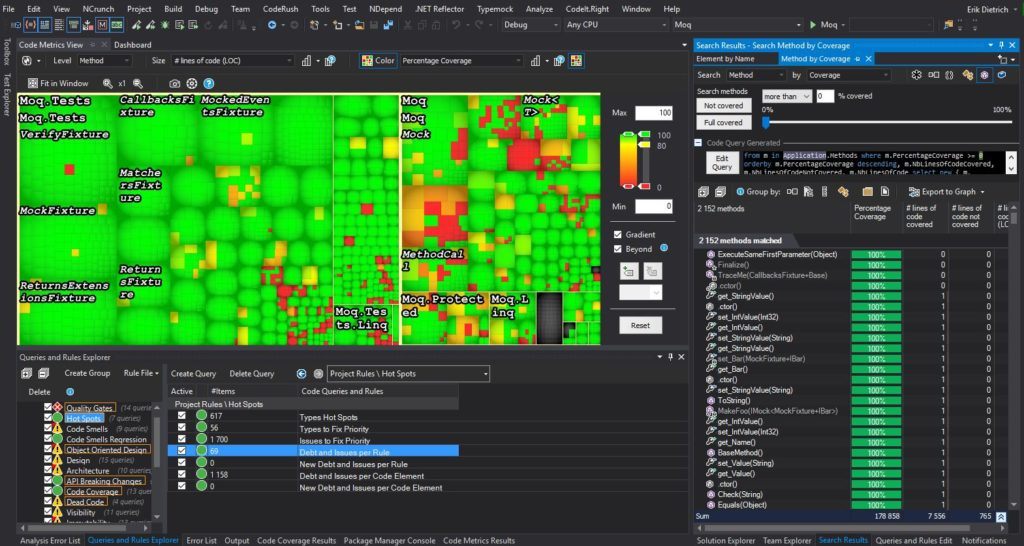 File Edit View NCrunch Project Build Debug Team CodeRush Tools Test NDepend .NET Reflector Typemock Analyze CodeIt.Right Window Help Erik Dietrich
Debug Any CPU Moq Moq
Toolbox
Test Explorer
Code Metrics View Dashboard
Level Method Size # lines of code (LOC) Color Percentage Coverage
Fit in Window x1
Moq.Tests
Moq.Tests
VerifyFixture
CallbacksFi
xture
MockedEven
tsFixture
Match
ersFixt
ure
MockFixture
Return
sFixtu
re
ReturnsExten
sionsFixture
Moq.Tes
ts.Linq
Moq
Moq
Mock
Mock<
T>
MethodCal
l
Moq.Protect
ed
Moq.L
inq
Max 100
100
80
0
Min 0
Gradient
Beyond
Reset
Queries and Rules Explorer
Create Group Rule File
Delete
Quality Gates (14 queries)
Hot Spots (7 queries)
Code Smells (9 queries)
Code Smells Regression
Object Oriented Design
Design (15 queries)
Architecture
API Breaking Changes
Code Coverage (13 queries)
Dead Code (4 queries)
Visibility
Create Query Delete Query Project Rules \ Hot Spots
Active #Items Code Queries and Rules
Project Rules \ Hot Spots
617 Types Hot Spots
56 Types to Fix Priority
1 700 Issues to Fix Priority
69 Debt and Issues per Rule
0 New Debt and Issues per Rule
1 158 Debt and Issues per Code Element
0 New Debt and Issues per Code Element
Analysis Error List Queries and Rules Explorer Error List Output Code Coverage Results Package Manager Console Code Metrics Results
Search Results - Search Method by Coverage
Element by Name Method by Coverage
Search Method by Coverage
Search methods
Not covered
Full covered
more than 0 % covered
0% 100%
Code Query Generated
Edit
Query
from m in Application.Methods where m.PercentageCoverage >= 0
orderby m.PercentageCoverage descending, m.NbLinesOfCodeCovered,
m.NbLinesOfCodeNotCovered, m.NbLinesOfCode select new { m,
Group by: Export to Graph
2 152 methods
Percentage
Coverage
# lines of
code
covered
# lines of
code not
covered
# lines
of code
(LOC)
2 152 methods matched
ExecuteSameFirstParameter(Object) 100% 0 0
Finalize() 100% 0 0
TraceMe(CallbacksFixture+Base) 100% 0 0
.cctor() 100% 0 0
get_StringValue() 100% 1 0
.ctor() 100% 1 0
set_IntValue(Int32) 100% 1 0
get_IntValue() 100% 1 0
set_StringValue(String) 100% 1 0
get_StringValue() 100% 1 0
set_Bar(MockFixture+IBar) 100% 1 0
get_Bar() 100% 1 0
.ctor() 100% 1 0
set_StringValue(String) 100% 1 0
ToString() 100% 1 0
MakeFoo(IMock<MockFixture+IBar>) 100% 1 0
get_IntValue() 100% 1 0
set_IntValue(Int32) 100% 1 0
get_Name() 100% 1 0
BaseMethod() 100% 1 0
set_Value(String) 100% 1 0
get_Value() 100% 1 0
.ctor() 100% 1 0
Check(String) 100% 1 0
Equals(Object) 100% 1 0
Sum 178 858 7 556 765
Solution Explorer Team Explorer Search Results Queries and Rules Edit Notifications